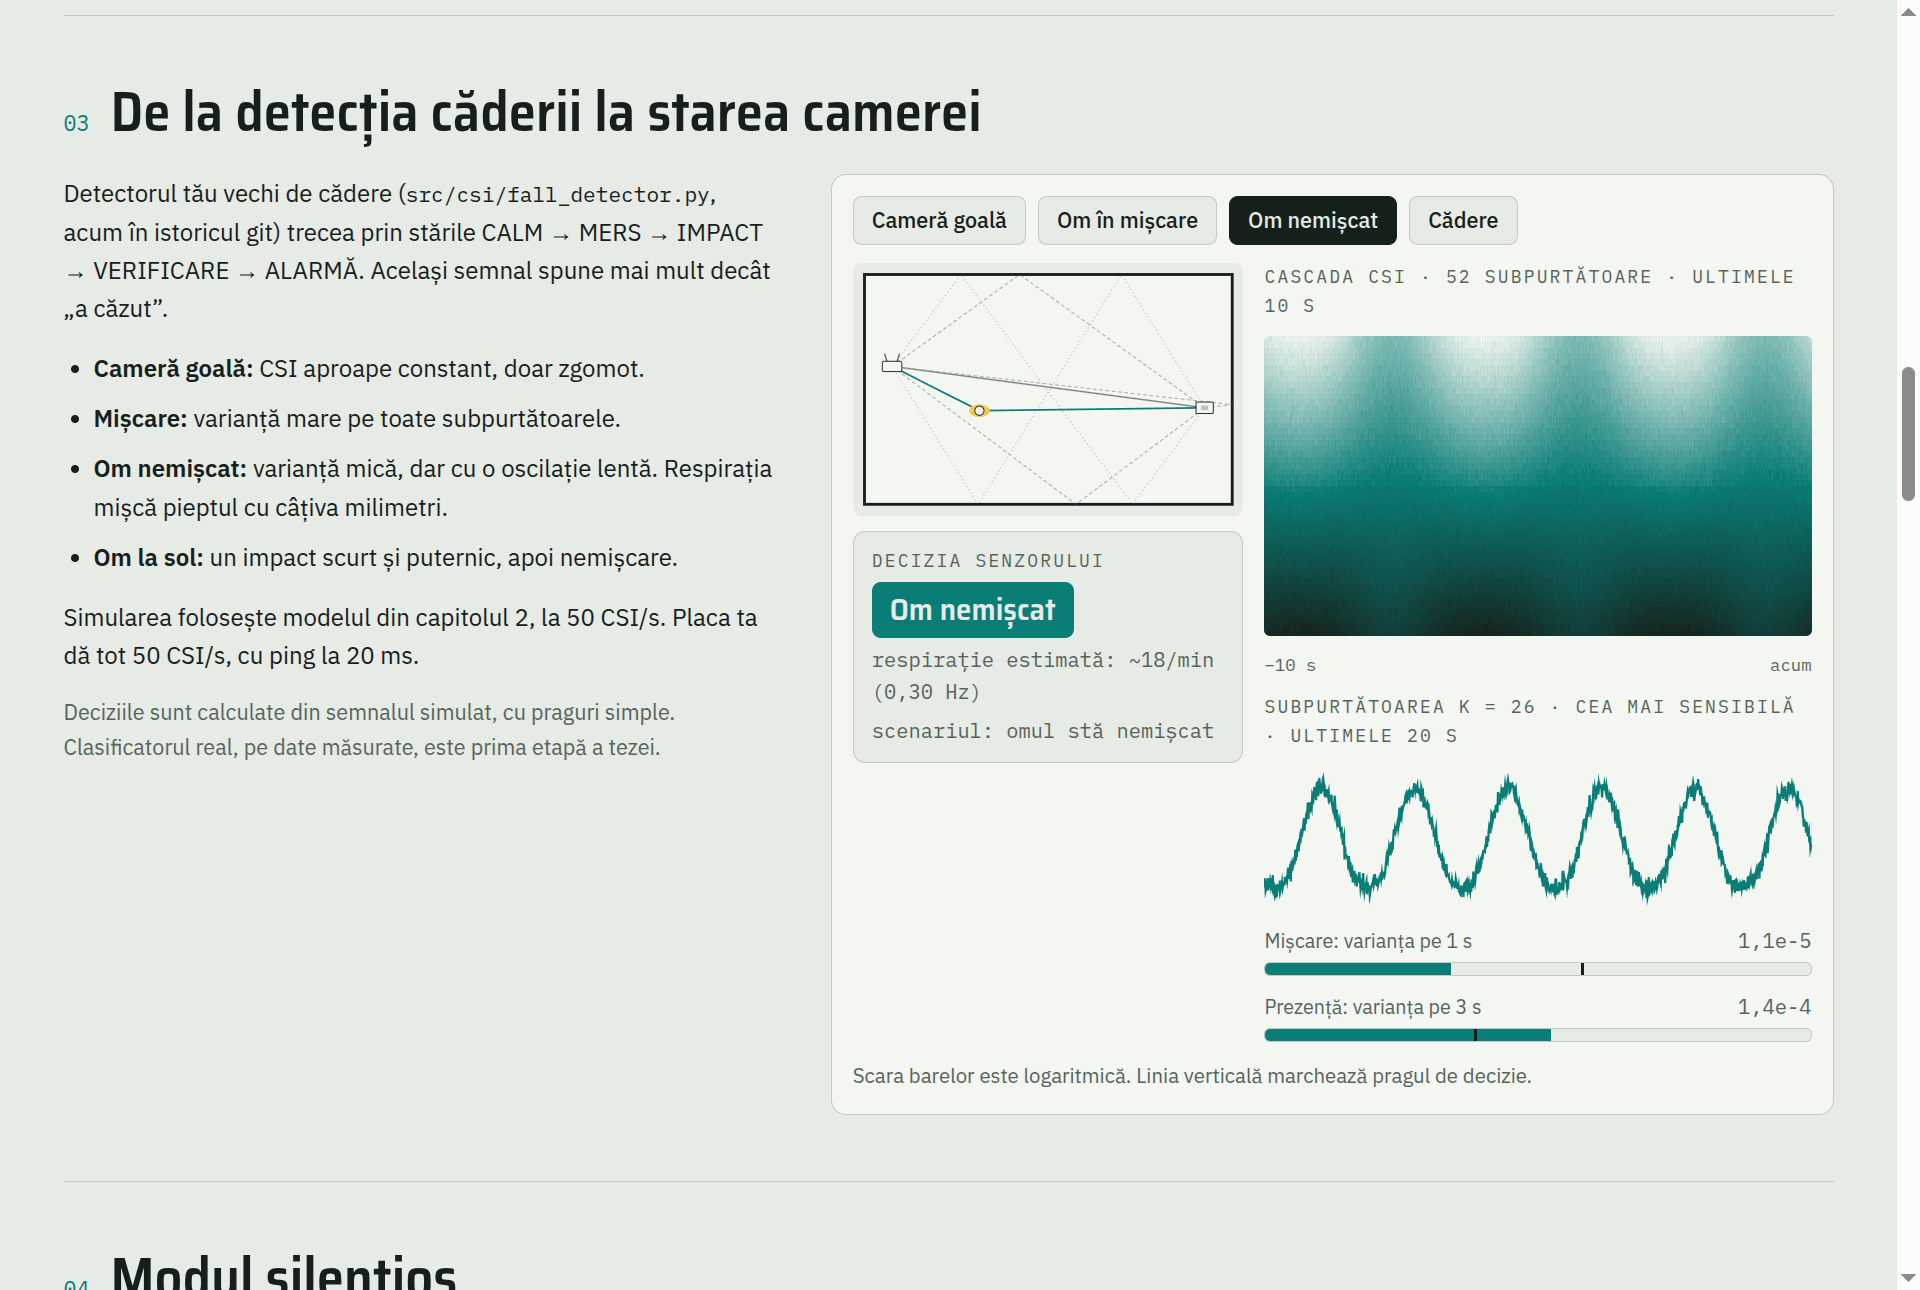 03 De la detecția căderii la starea camerei
Detectorul tău vechi de cădere (src/csi/fall_detector.py,
acum în istoricul git) trecea prin stările CALM → MERS → IMPACT
→ VERIFICARE → ALARMĂ. Același semnal spune mai mult decât
„a căzut”.
• Cameră goală: CSI aproape constant, doar zgomot.
• Mișcare: varianță mare pe toate subpurtătoarele.
• Om nemișcat: varianță mică, dar cu o oscilație lentă. Respirația
mișcă pieptul cu câțiva milimetri.
• Om la sol: un impact scurt și puternic, apoi nemișcare.
Simularea folosește modelul din capitolul 2, la 50 CSI/s. Placa ta
dă tot 50 CSI/s, cu ping la 20 ms.
Deciziile sunt calculate din semnalul simulat, cu praguri simple.
Clasificatorul real, pe date măsurate, este prima etapă a tezei.
Cameră goală Om în mișcare Om nemișcat Cădere
DECIZIA SENZORULUI
Om nemișcat
respirație estimată: ~18/min
(0,30 Hz)
scenariul: omul stă nemișcat
CASCADA CSI · 52 SUBPURTĂTOARE · ULTIMELE
10 S
−10 s acum
SUBPURTĂTOAREA K = 26 · CEA MAI SENSIBILĂ
· ULTIMELE 20 S
Mișcare: varianța pe 1 s 1,1e-5
Prezență: varianța pe 3 s 1,4e-4
Scara barelor este logaritmică. Linia verticală marchează pragul de decizie.
04 Modul silențios